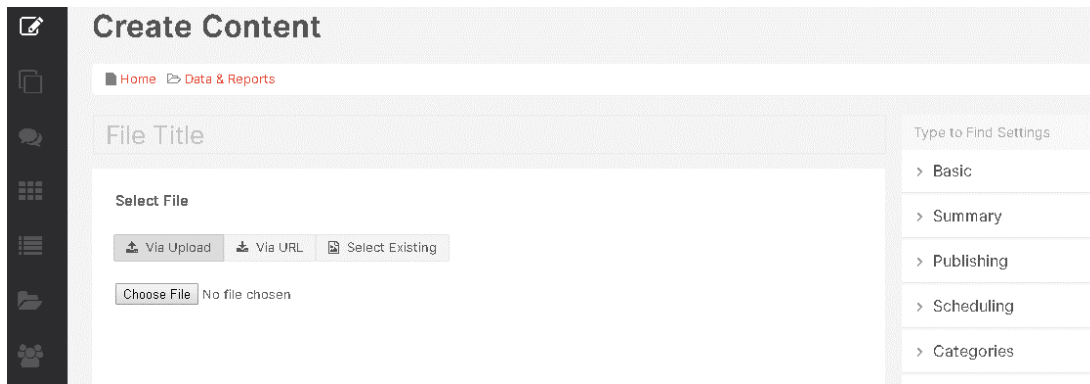 Create Content
Home Data & Reports
File Title
Select File
Via Upload Via URL Select Existing
Choose File No file chosen
Type to Find Settings
Basic
Summary
Publishing
Scheduling
Categories